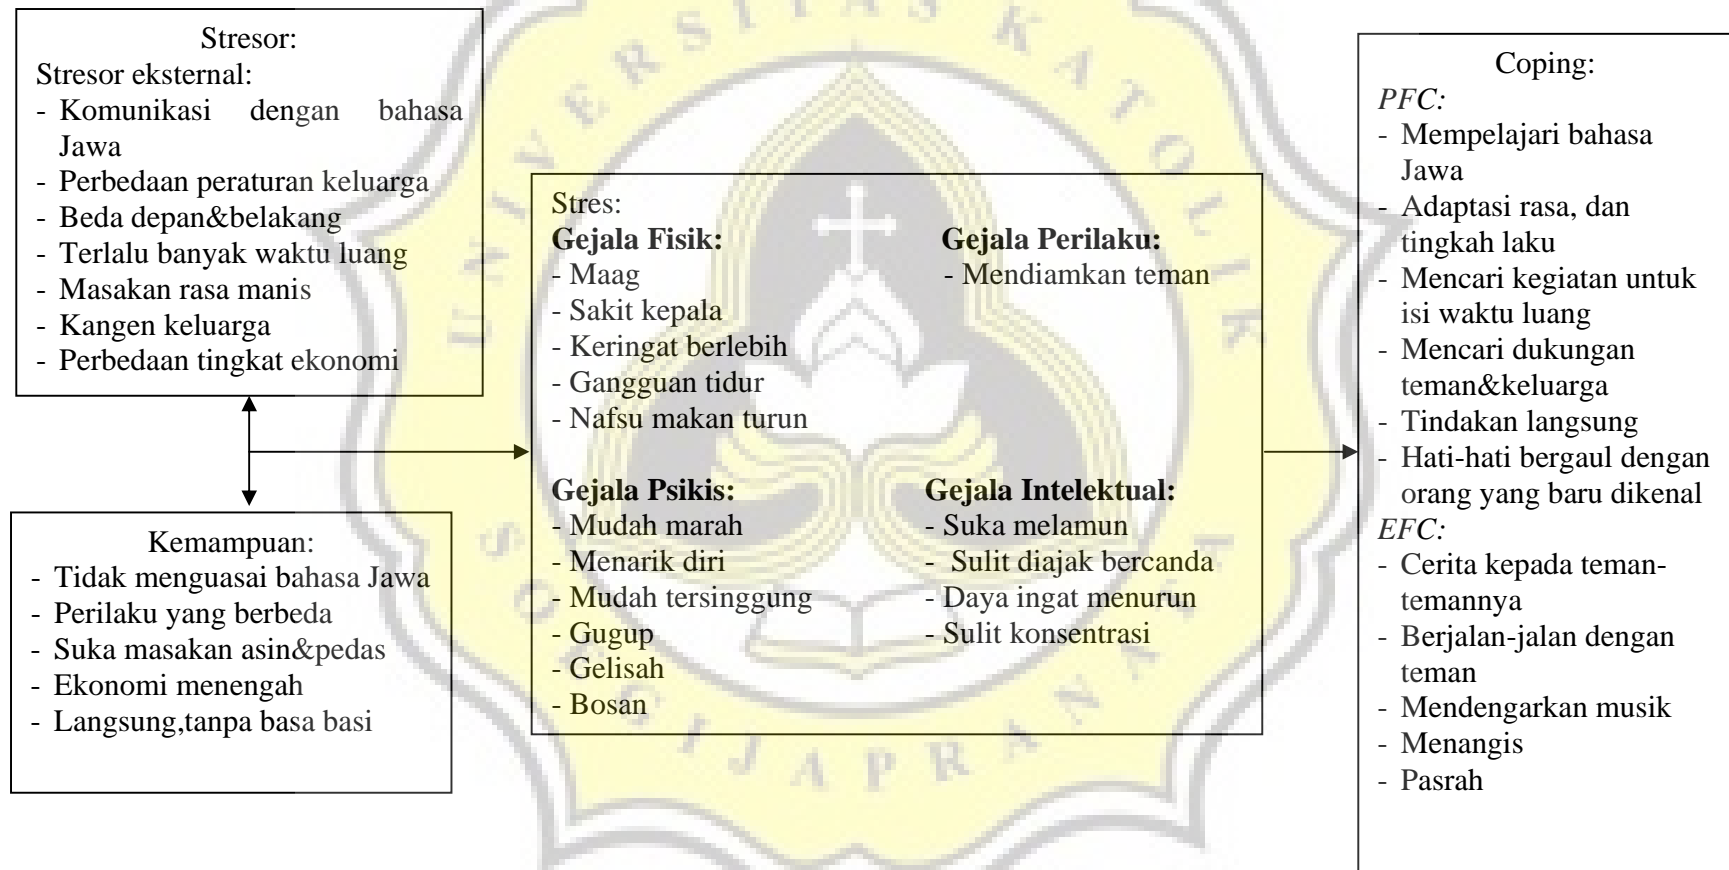 Stresor:
Stresor eksternal:
- Komunikasi dengan bahasa
Jawa
- Perbedaan peraturan keluarga
- Beda depan&belakang
- Terlalu banyak waktu luang
- Masakan rasa manis
- Kangen keluarga
- Perbedaan tingkat ekonomi
Kemampuan:
- Tidak menguasai bahasa Jawa
- Perilaku yang berbeda
- Suka masakan asin&pedas
- Ekonomi menengah
- Langsung,tanpa basa basi
Stres:
Gejala Fisik:
- Maag
- Sakit kepala
- Keringat berlebih
- Gangguan tidur
- Nafsu makan turun
Gejala Perilaku:
- Mendiamkan teman
Gejala Psikis:
- Mudah marah
- Menarik diri
- Mudah tersinggung
- Gugup
- Gelisah
- Bosan
Gejala Intelektual:
- Suka melamun
- Sulit diajak bercanda
- Daya ingat menurun
- Sulit konsentrasi
Coping:
PFC:
- Mempelajari bahasa
Jawa
- Adaptasi rasa, dan
tingkah laku
- Mencari kegiatan untuk
isi waktu luang
- Mencari dukungan
teman&keluarga
- Tindakan langsung
- Hati-hati bergaul dengan
orang yang baru dikenal
EFC:
- Cerita kepada teman-
temannya
- Berjalan-jalan dengan
teman
- Mendengarkan musik
- Menangis
- Pasrah
UNIVERSITAS KATOLIK